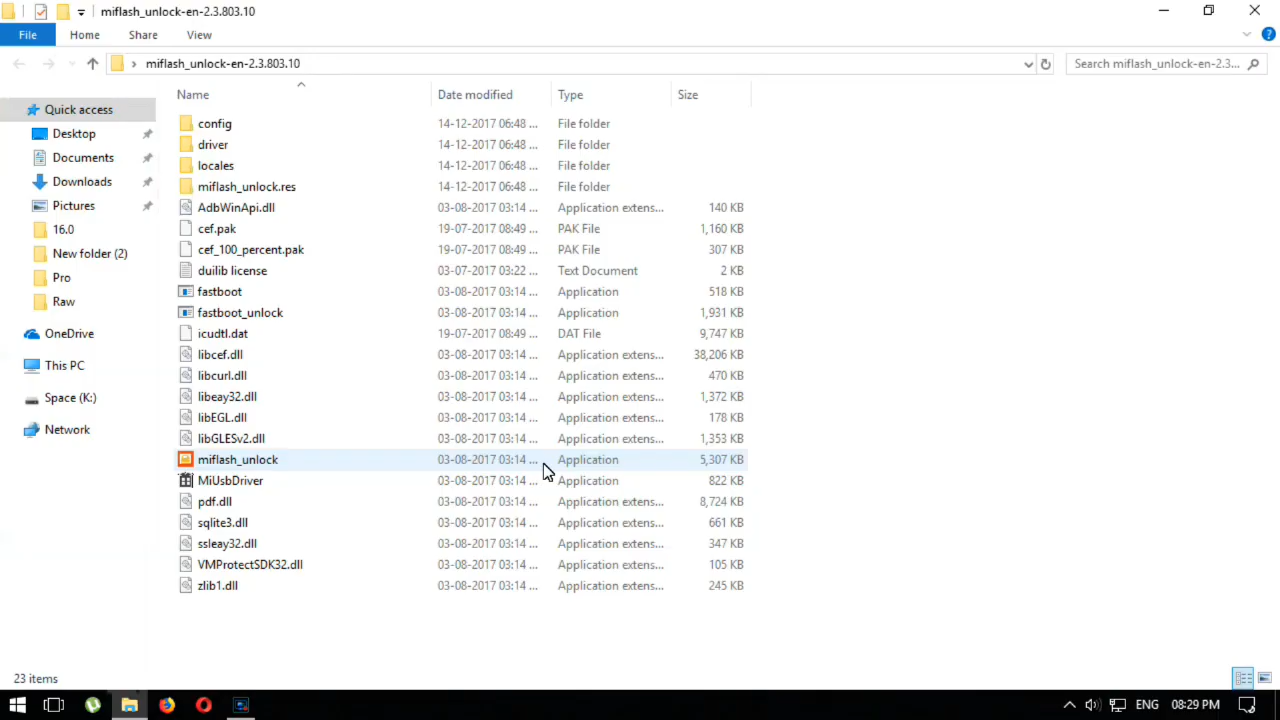 miflash_unlock-en-2.3.803.10
File Home Share View
miflash_unlock-en-2.3.803.10 Search miflash_unlock-en-2.3...
Name Date modified Type Size
Quick access
Desktop
Documents
Downloads
Pictures
16.0
New folder (2)
Pro
Raw
OneDrive
This PC
Space (K:)
Network
config 14-12-2017 06:48 ... File folder
driver 14-12-2017 06:48 ... File folder
locales 14-12-2017 06:48 ... File folder
miflash_unlock.res 14-12-2017 06:48 ... File folder
AdbWinApi.dll 03-08-2017 03:14 ... Application extens... 140 KB
cef.pak 19-07-2017 08:49 ... PAK File 1,160 KB
cef_100_percent.pak 19-07-2017 08:49 ... PAK File 307 KB
duilib license 03-07-2017 03:22 ... Text Document 2 KB
fastboot 03-08-2017 03:14 ... Application 518 KB
fastboot_unlock 03-08-2017 03:14 ... Application 1,931 KB
icudtl.dat 19-07-2017 08:49 ... DAT File 9,747 KB
libcef.dll 03-08-2017 03:14 ... Application extens... 38,206 KB
libcurl.dll 03-08-2017 03:14 ... Application extens... 470 KB
libeay32.dll 03-08-2017 03:14 ... Application extens... 1,372 KB
libEGL.dll 03-08-2017 03:14 ... Application extens... 178 KB
libGLESv2.dll 03-08-2017 03:14 ... Application extens... 1,353 KB
miflash_unlock 03-08-2017 03:14 ... Application 5,307 KB
MiUsbDriver 03-08-2017 03:14 ... Application 822 KB
pdf.dll 03-08-2017 03:14 ... Application extens... 8,724 KB
sqlite3.dll 03-08-2017 03:14 ... Application extens... 661 KB
ssleay32.dll 03-08-2017 03:14 ... Application extens... 347 KB
VMProtectSDK32.dll 03-08-2017 03:14 ... Application extens... 105 KB
zlib1.dll 03-08-2017 03:14 ... Application extens... 245 KB
23 items
ENG 08:29 PM